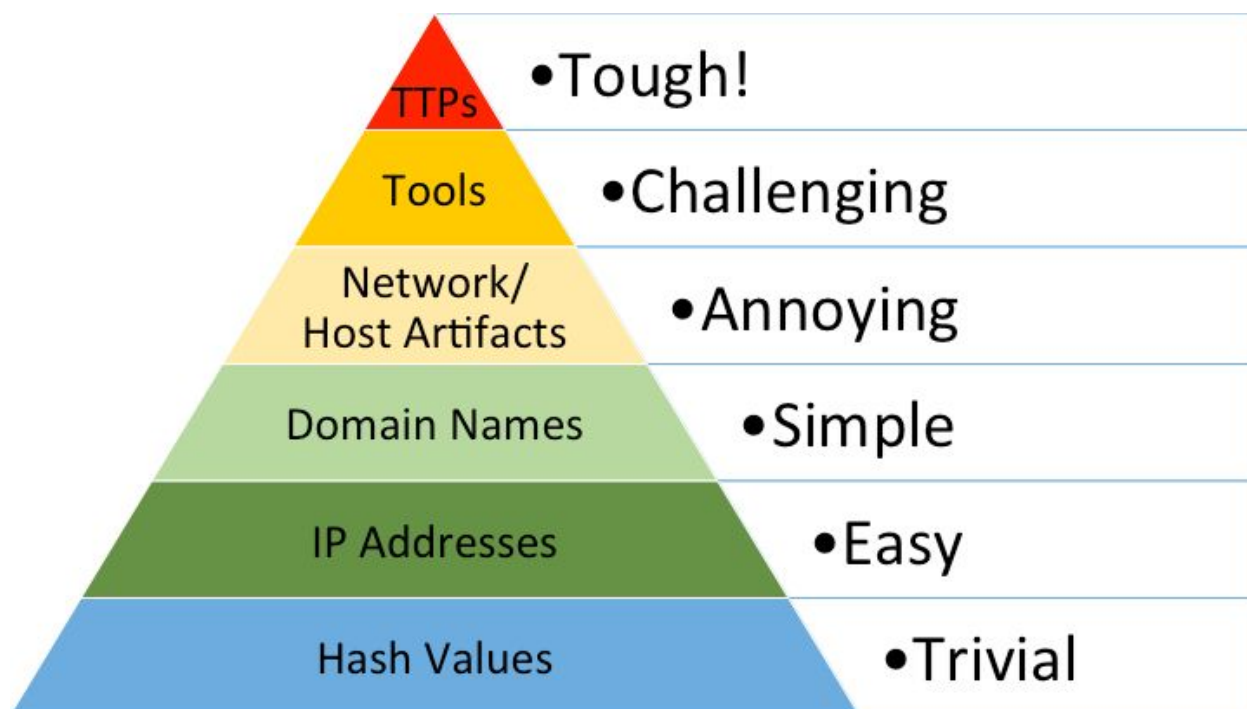 TTPs
•Tough!
Tools
•Challenging
Network/
Host Artifacts
•Annoying
Domain Names
•Simple
IP Addresses
•Easy
Hash Values
•Trivial